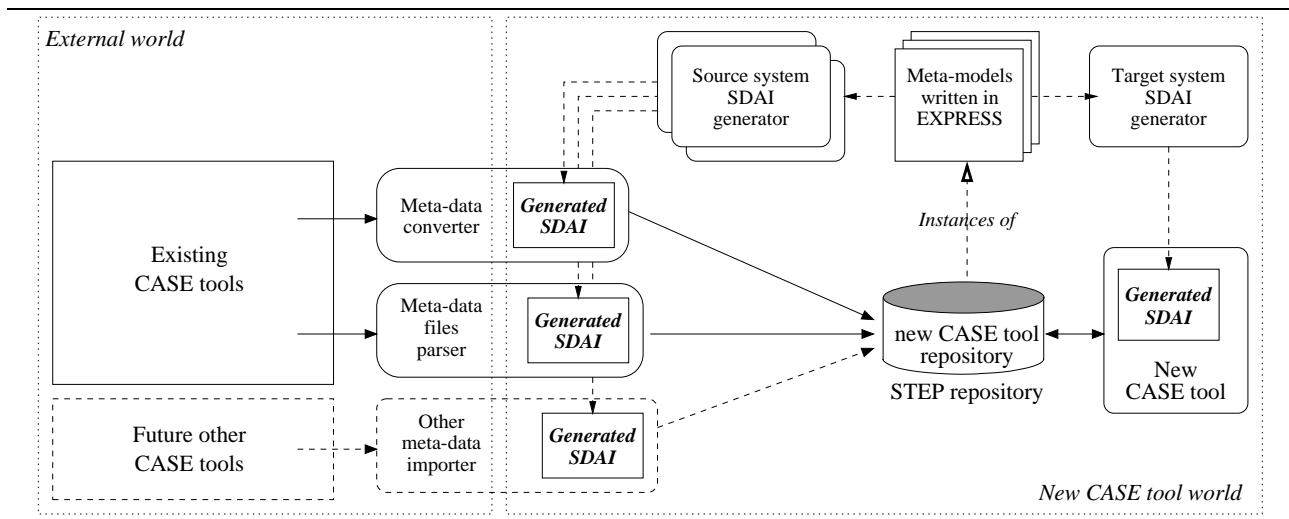 External world
Source system
SDAI
generator
Meta-models
written in
EXPRESS
Target system
SDAI
generator
Existing
CASE tools
Meta-data
converter
Generated
SDAI
Instances of
Meta-data
files
parser
Generated
SDAI
new CASE tool
repository
STEP repository
Generated
SDAI
New
CASE tool
Future other
CASE tools
Other
meta-data
importer
Generated
SDAI
New CASE tool world